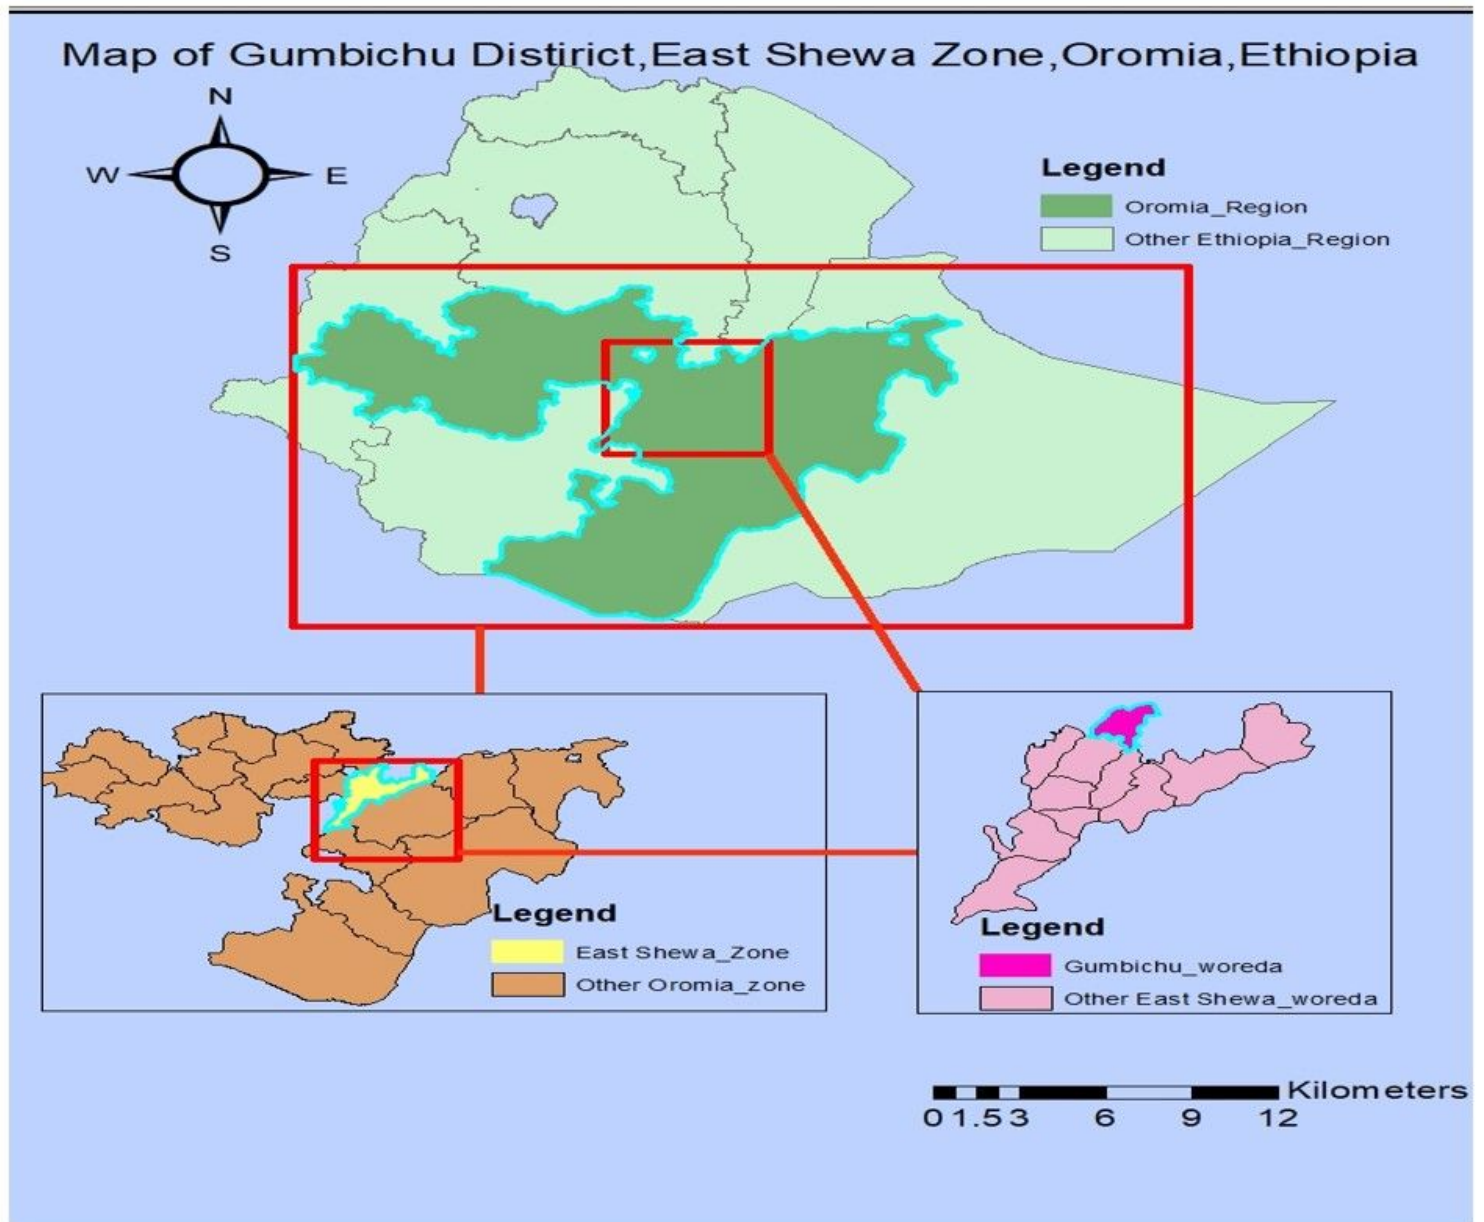 Map of Gumbichu Distirict,East Shewa Zone,Oromia,Ethiopia
N
W
E
S
Legend
Oromia_Region
Other Ethiopia_Region
Legend
East Shewa_Zone
Other Oromia_zone
Legend
Gumbichu_woreda
Other East Shewa_woreda
Kilometers
0 1.5 3 6 9 12